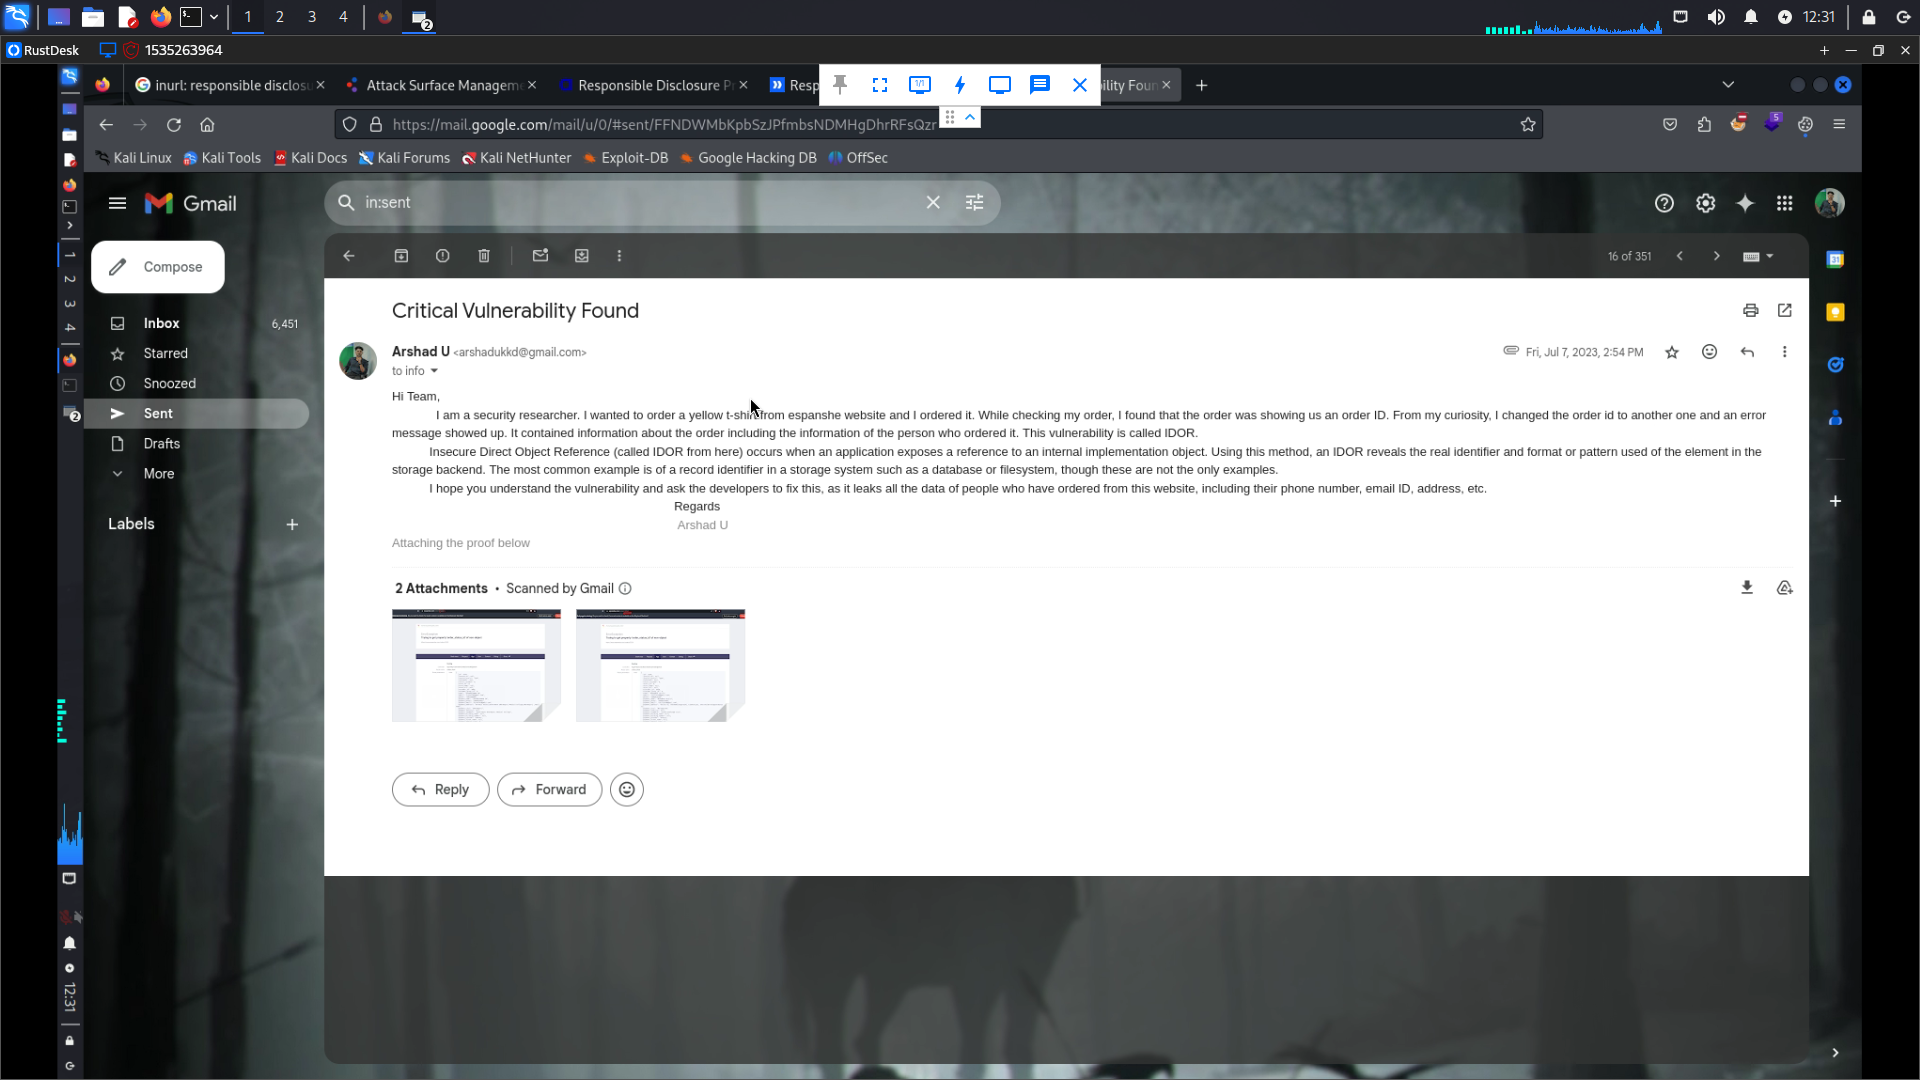 1 2 3 4 2 12:31
RustDesk 1535263964
inurl: responsible disclosu Attack Surface Managem Responsible Disclosure P Resp bility Foun
https://mail.google.com/mail/u/0/#sent/FFNDWMbKpbSzJPfmbsNDMHgDhrRFsQzr 5
Kali Linux Kali Tools Kali Docs Kali Forums Kali NetHunter Exploit-DB Google Hacking DB OffSec
Gmail in:sent
Compose 16 of 351
Critical Vulnerability Found
Inbox 6,451
Starred
Snoozed
Sent
Drafts
More
Labels
Arshad U <arshadukkd@gmail.com> Fri, Jul 7, 2023, 2:54 PM
to info
Hi Team,
I am a security researcher. I wanted to order a yellow t-shirt from espanshe website and I ordered it. While checking my order, I found that the order was showing us an order ID. From my curiosity, I changed the order id to another one and an error
message showed up. It contained information about the order including the information of the person who ordered it. This vulnerability is called IDOR.
Insecure Direct Object Reference (called IDOR from here) occurs when an application exposes a reference to an internal implementation object. Using this method, an IDOR reveals the real identifier and format or pattern used of the element in the
storage backend. The most common example is of a record identifier in a storage system such as a database or filesystem, though these are not the only examples.
I hope you understand the vulnerability and ask the developers to fix this, as it leaks all the data of people who have ordered from this website, including their phone number, email ID, address, etc.
Regards
Arshad U
Attaching the proof below
2 Attachments • Scanned by Gmail
Reply Forward
1
2
3
4
2
12:31